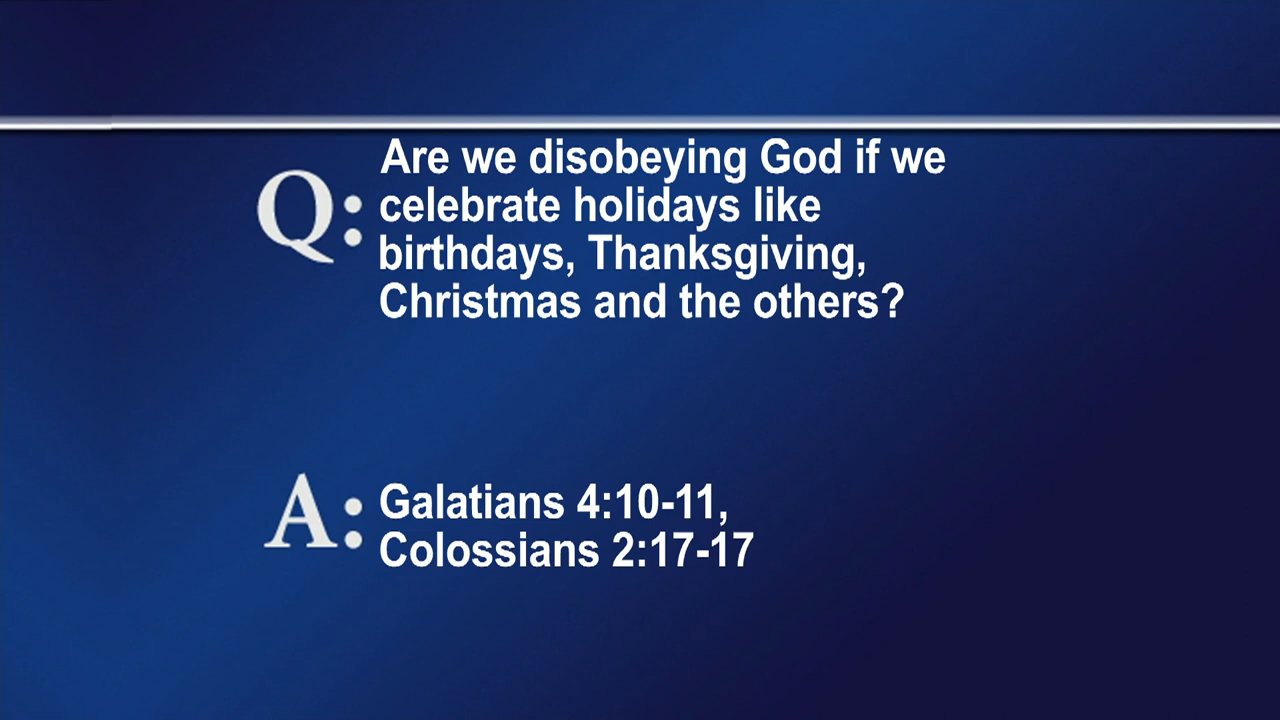 Q: Are we disobeying God if we
celebrate holidays like
birthdays, Thanksgiving,
Christmas and the others?
A: Galatians 4:10-11,
Colossians 2:17-17